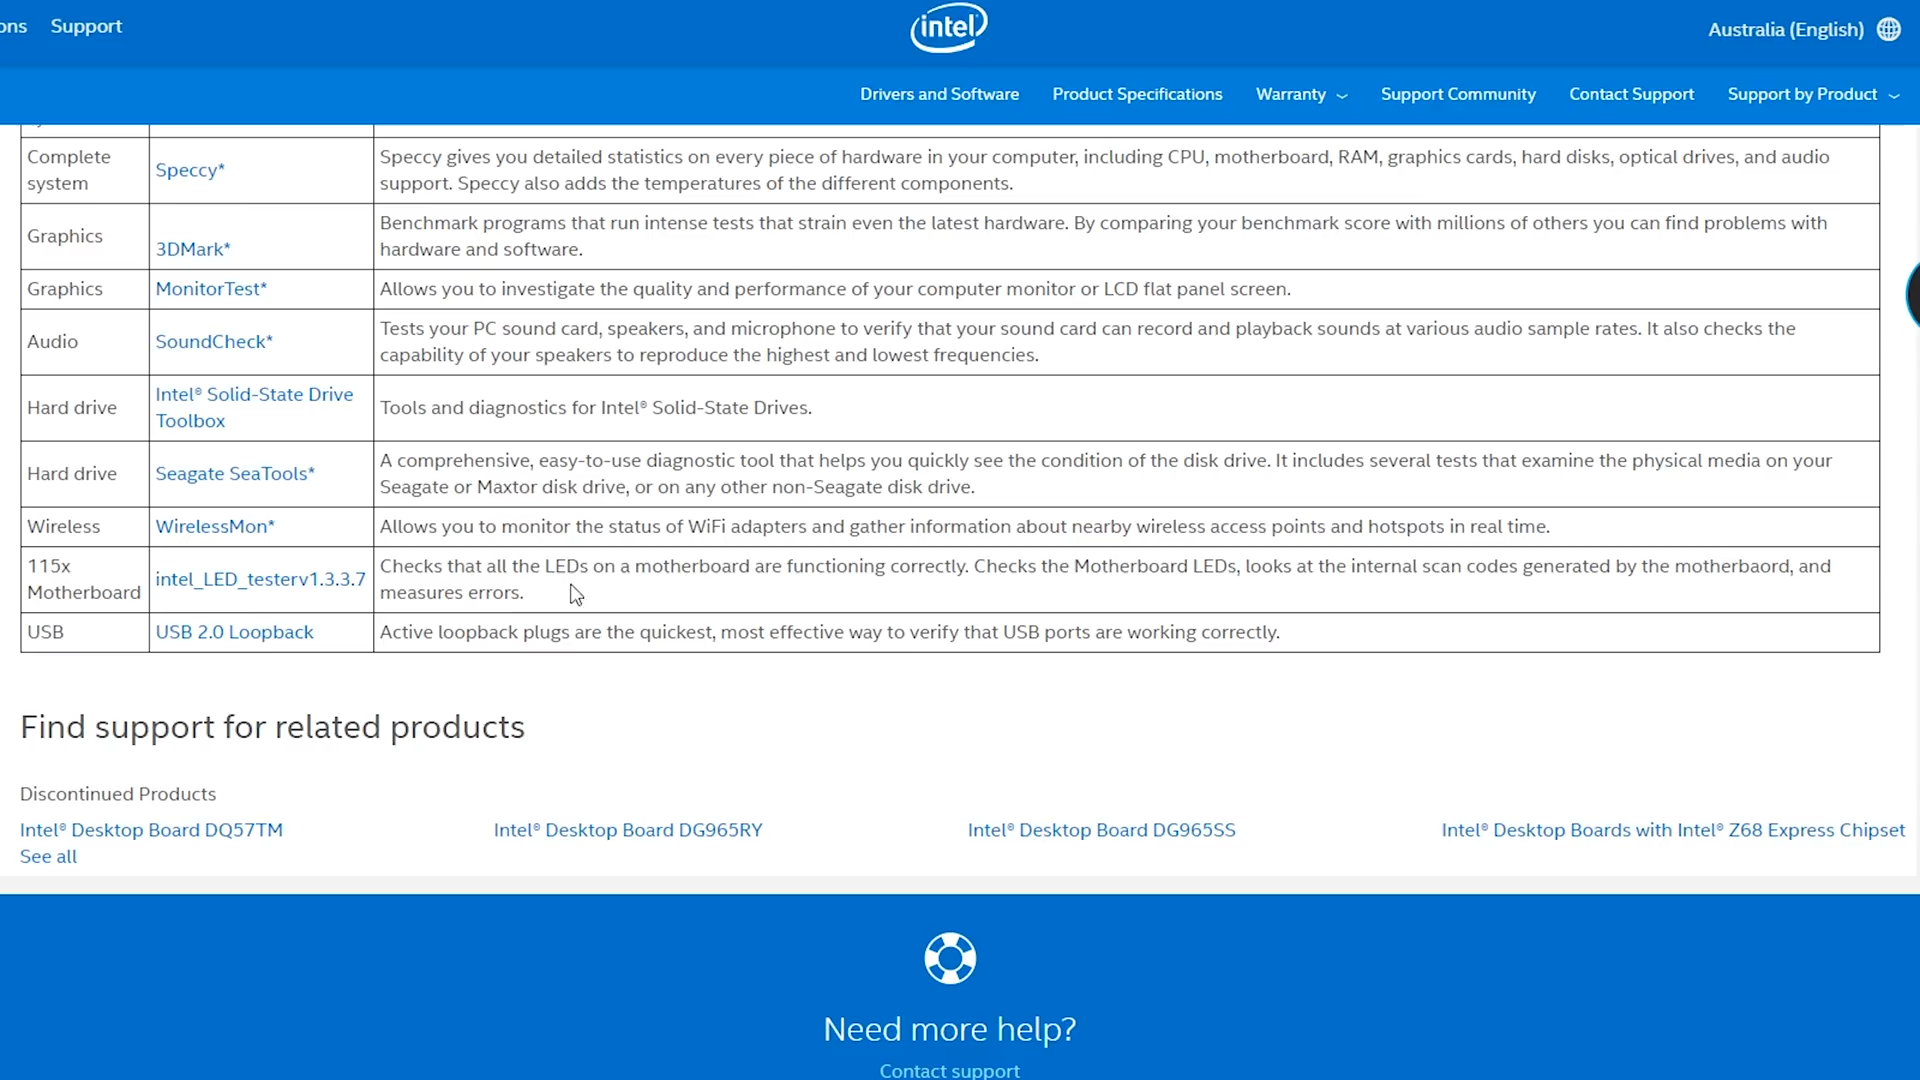 ons Support intel Australia (English)
Drivers and Software Product Specifications Warranty Support Community Contact Support Support by Product
Complete system Speccy* Speccy gives you detailed statistics on every piece of hardware in your computer, including CPU, motherboard, RAM, graphics cards, hard disks, optical drives, and audio
support. Speccy also adds the temperatures of the different components.
Graphics 3DMark* Benchmark programs that run intense tests that strain even the latest hardware. By comparing your benchmark score with millions of others you can find problems with
hardware and software.
Graphics MonitorTest* Allows you to investigate the quality and performance of your computer monitor or LCD flat panel screen.
Audio SoundCheck* Tests your PC sound card, speakers, and microphone to verify that your sound card can record and playback sounds at various audio sample rates. It also checks the
capability of your speakers to reproduce the highest and lowest frequencies.
Hard drive Intel® Solid-State Drive Toolbox Tools and diagnostics for Intel® Solid-State Drives.
Hard drive Seagate SeaTools* A comprehensive, easy-to-use diagnostic tool that helps you quickly see the condition of the disk drive. It includes several tests that examine the physical media on your
Seagate or Maxtor disk drive, or on any other non-Seagate disk drive.
Wireless WirelessMon* Allows you to monitor the status of WiFi adapters and gather information about nearby wireless access points and hotspots in real time.
115x Motherboard intel_LED_testerv1.3.3.7 Checks that all the LEDs on a motherboard are functioning correctly. Checks the Motherboard LEDs, looks at the internal scan codes generated by the motherbaord, and
measures errors.
USB USB 2.0 Loopback Active loopback plugs are the quickest, most effective way to verify that USB ports are working correctly.
Find support for related products
Discontinued Products
Intel® Desktop Board DQ57TM Intel® Desktop Board DG965RY Intel® Desktop Board DG965SS Intel® Desktop Boards with Intel® Z68 Express Chipset
See all
Need more help?
Contact support